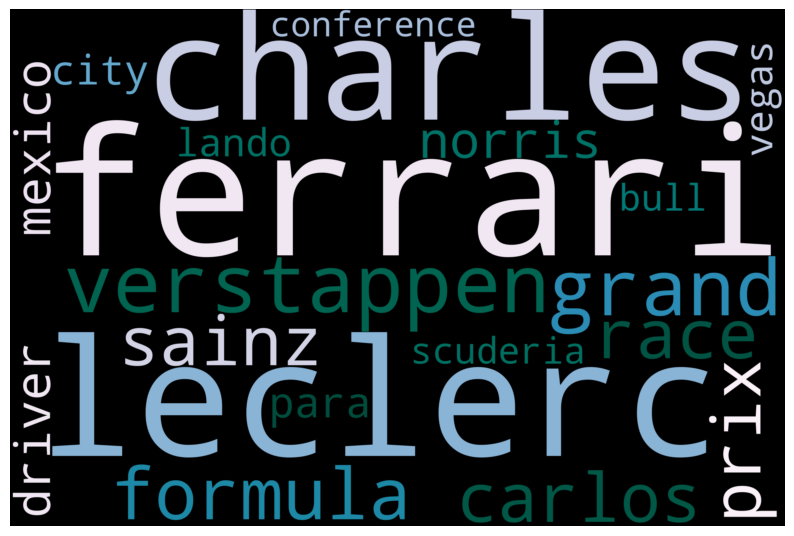 conference
charles
city
mexico
vegas
lando
norris
ferrari
bull
verstappen
grand
sainz
race
scuderia
leclerc
driver
para
prix
formula
carlos